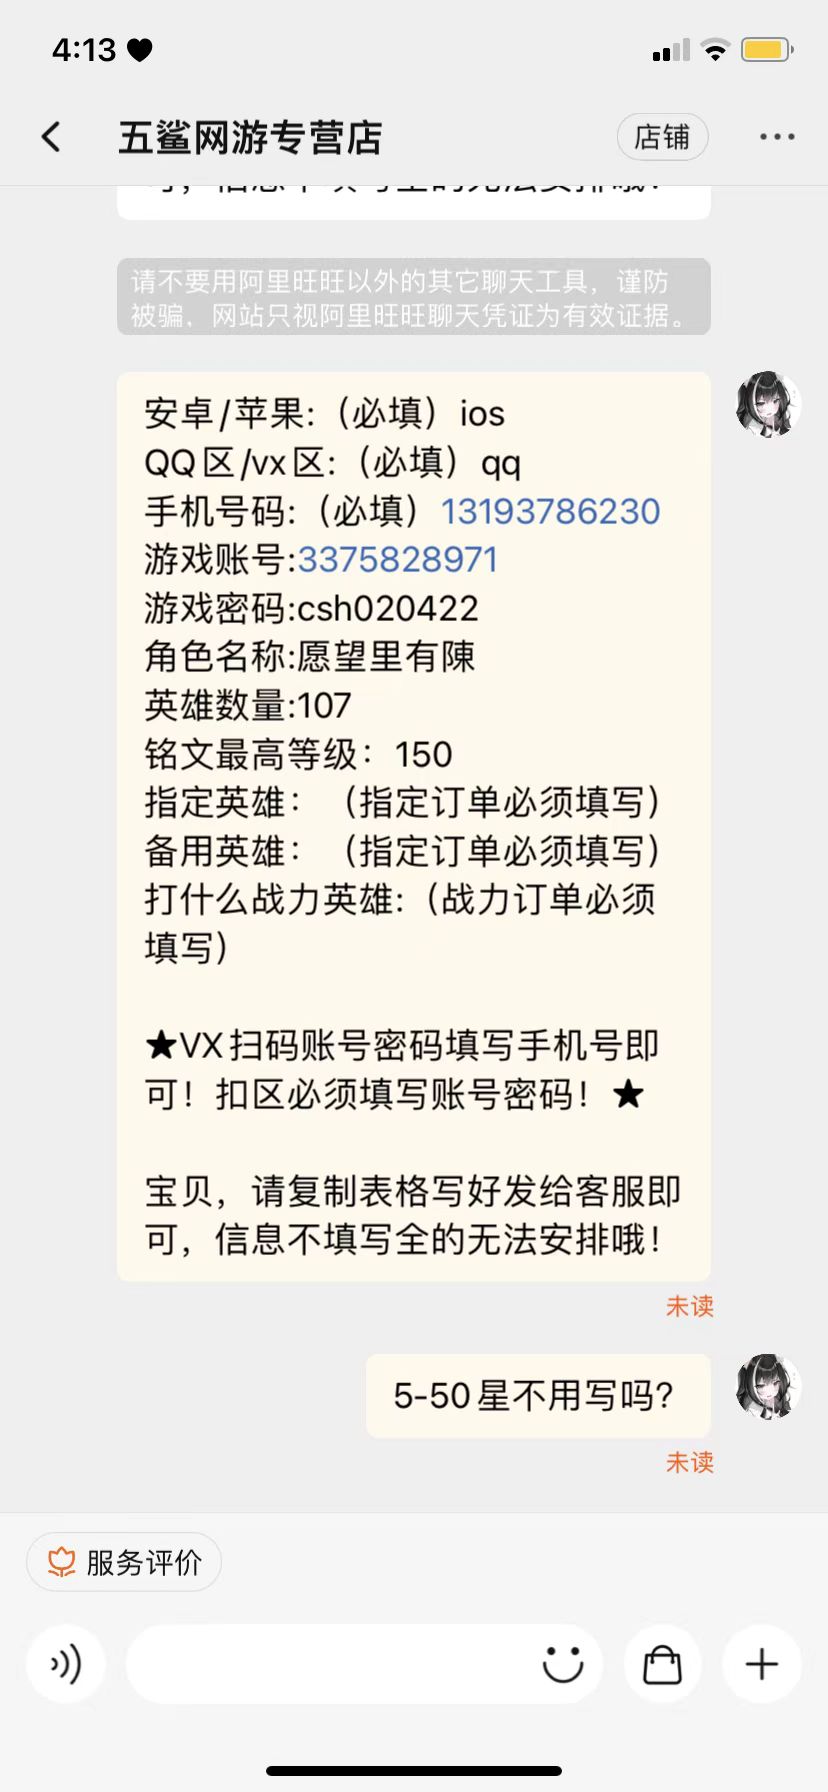 4:13
五鲨网游专营店
店铺
请不要用阿里旺旺以外的其它聊天工具，谨防
被骗，网站只视阿里旺旺聊天凭证为有效证据。
安卓/苹果:（必填）ios
QQ区/vx区:（必填）qq
手机号码:（必填）13193786230
游戏账号:3375828971
游戏密码:csh020422
角色名称:愿望里有陳
英雄数量:107
铭文最高等级：150
指定英雄：（指定订单必须填写）
备用英雄：（指定订单必须填写）
打什么战力英雄:（战力订单必须
填写）
★VX扫码账号密码填写手机号即
可！扣区必须填写账号密码！★
宝贝，请复制表格写好发给客服即
可，信息不填写全的无法安排哦！
未读
5-50星不用写吗?
未读
服务评价